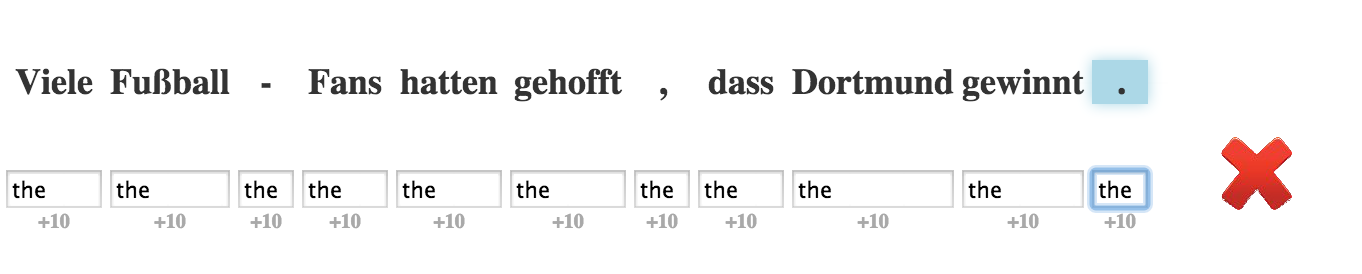 Viele Fußball - Fans hatten gehofft , dass Dortmund gewinnt .
the the the the the the the the the the the
+10 +10 +10 +10 +10 +10 +10 +10 +10 +10 +10